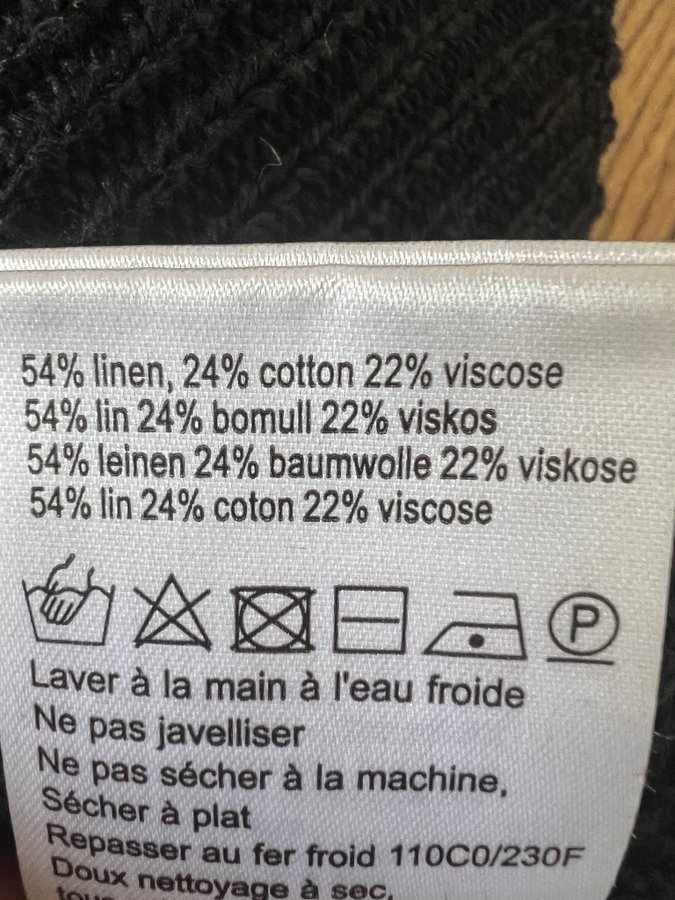 54% linen, 24% cotton 22% viscose
54% lin 24% bomull 22% viskos
54% leinen 24% baumwolle 22% viskose
54% lin 24% coton 22% viscose
P
Laver à la main à l'eau froide
Ne pas javelliser
Ne pas sécher à la machine,
Sécher à plat
Repasser au fer froid 110C0/230F
Doux nettoyage à sec,